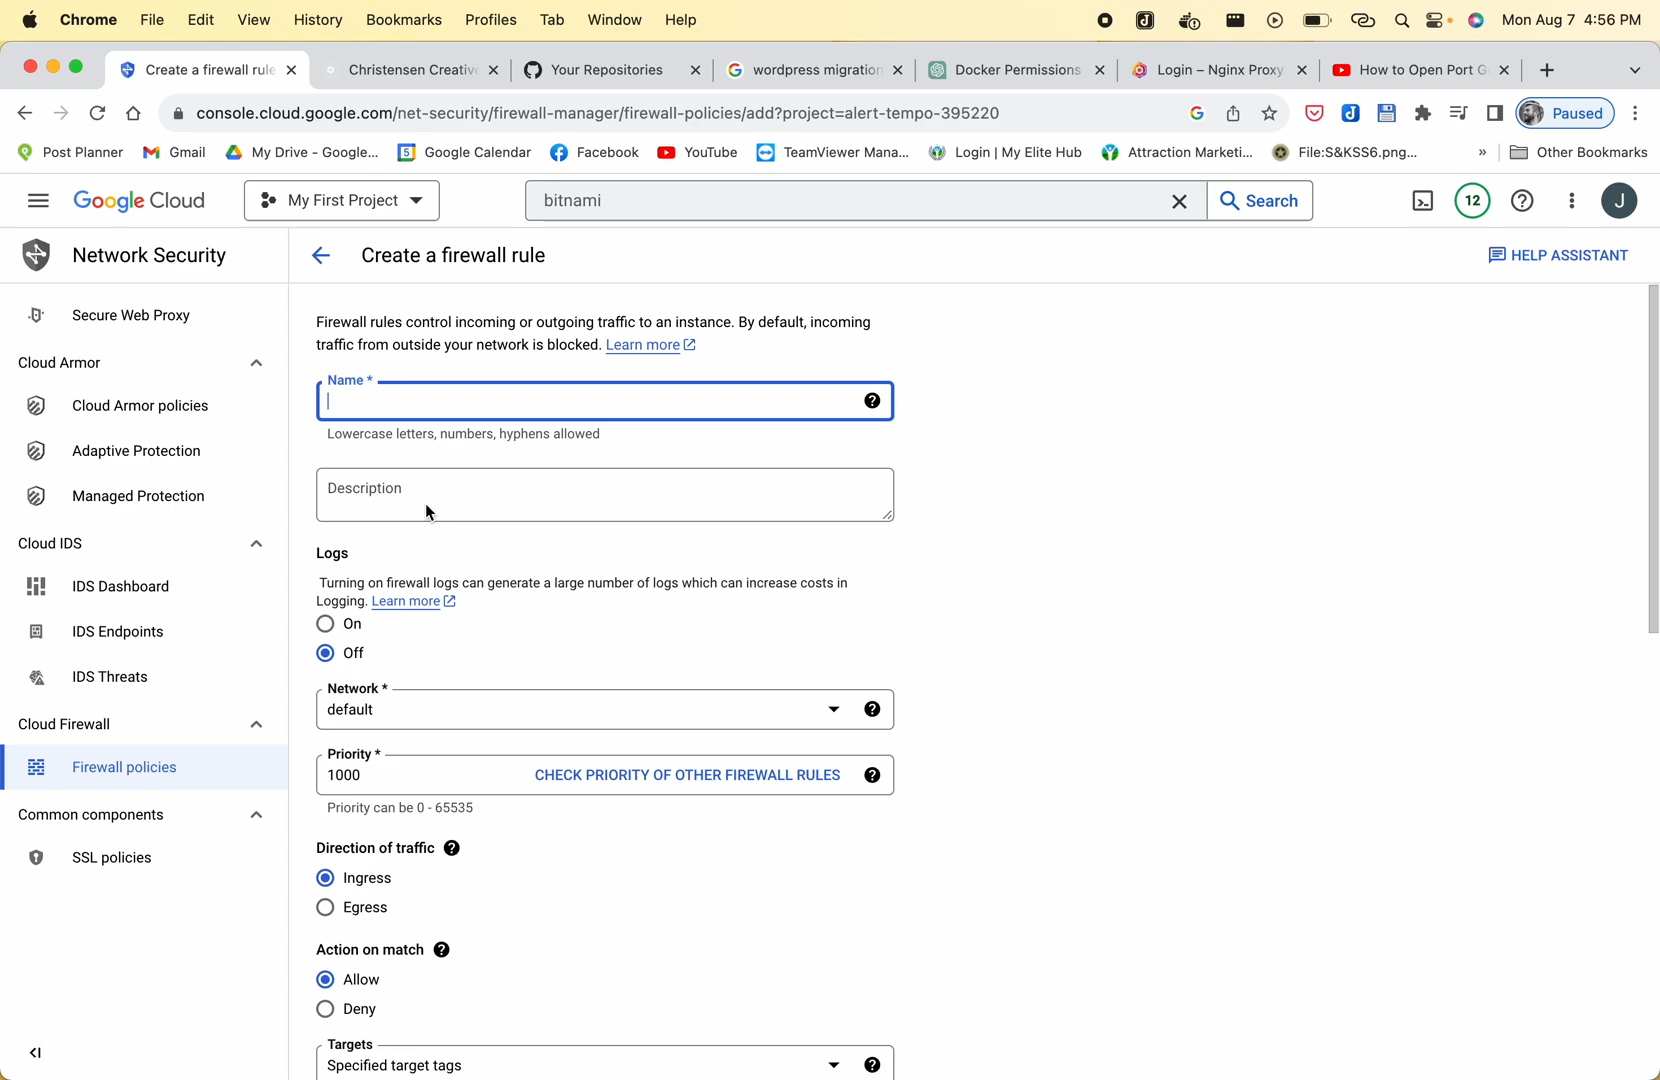 Chrome File Edit View History Bookmarks Profiles Tab Window Help Mon Aug 7 4:56 PM
Create a firewall rule Christensen Creative Your Repositories wordpress migration Docker Permissions Login – Nginx Proxy How to Open Port G
console.cloud.google.com/net-security/firewall-manager/firewall-policies/add?project=alert-tempo-395220 Paused
Post Planner Gmail My Drive - Google... Google Calendar Facebook YouTube TeamViewer Mana... Login | My Elite Hub Attraction Marketi... File:S&KSS6.png... » Other Bookmarks
Google Cloud My First Project bitnami Search 12 J
Network Security
Create a firewall rule
HELP ASSISTANT
Secure Web Proxy
Cloud Armor
Cloud Armor policies
Adaptive Protection
Managed Protection
Cloud IDS
IDS Dashboard
IDS Endpoints
IDS Threats
Cloud Firewall
Firewall policies
Common components
SSL policies
Firewall rules control incoming or outgoing traffic to an instance. By default, incoming
traffic from outside your network is blocked. Learn more
Name *
Lowercase letters, numbers, hyphens allowed
Description
Logs
Turning on firewall logs can generate a large number of logs which can increase costs in
Logging. Learn more
On
Off
Network *
default
Priority *
1000 CHECK PRIORITY OF OTHER FIREWALL RULES
Priority can be 0 - 65535
Direction of traffic
Ingress
Egress
Action on match
Allow
Deny
Targets
Specified target tags